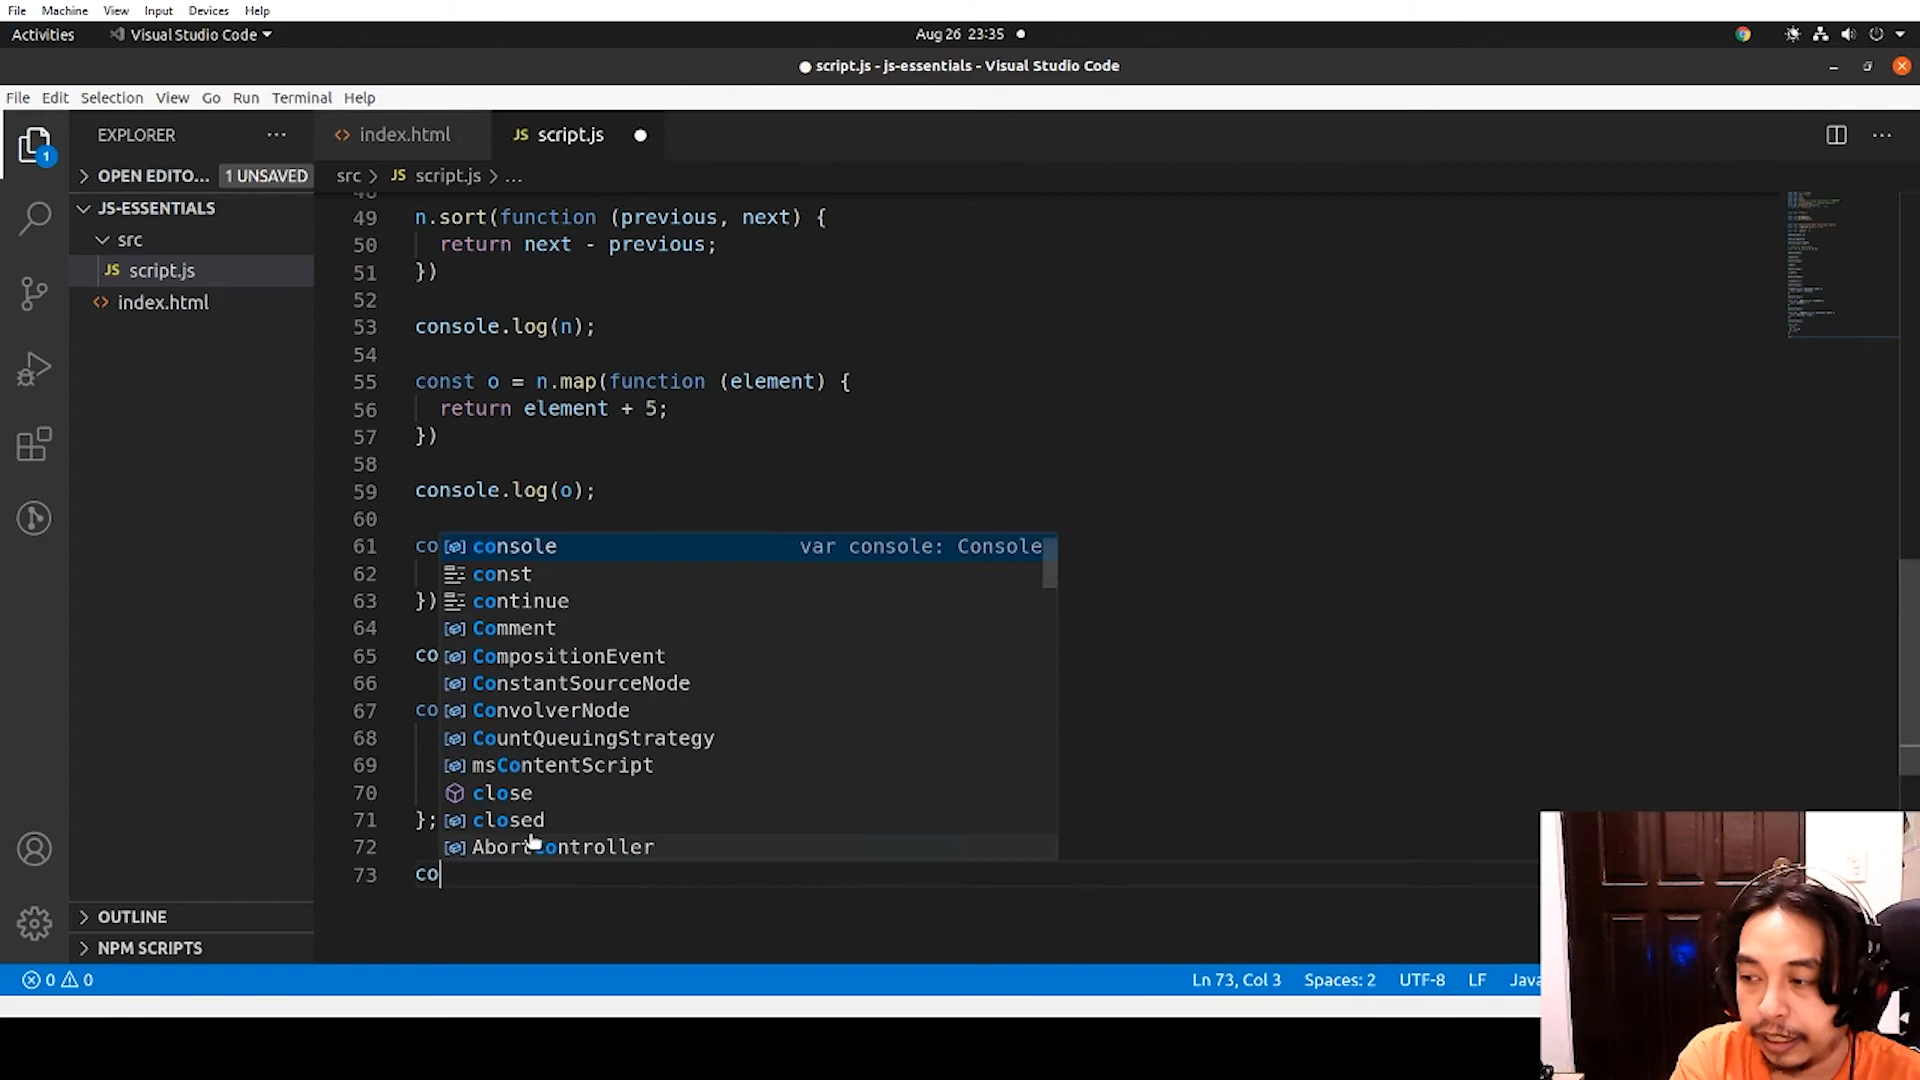 File Machine View Input Devices Help
Activities Visual Studio Code Aug 26 23:35
script.js - js-essentials - Visual Studio Code
File Edit Selection View Go Run Terminal Help
EXPLORER ... index.html JS script.js
OPEN EDITO... 1 UNSAVED src > JS script.js > ...
JS-ESSENTIALS
src
JS script.js
index.html
49 n.sort(function (previous, next) {
50 return next - previous;
51 })
52
53 console.log(n);
54
55 const o = n.map(function (element) {
56 return element + 5;
57 })
58
59 console.log(o);
60
61 co console var console: Console
62 const
63 }) continue
64 Comment
65 co CompositionEvent
66 ConstantSourceNode
67 co ConvolverNode
68 CountQueuingStrategy
69 msContentScript
70 close
71 }; closed
72 AbortController
73 co
OUTLINE
NPM SCRIPTS
0 0 Ln 73, Col 3 Spaces: 2 UTF-8 LF Java
1